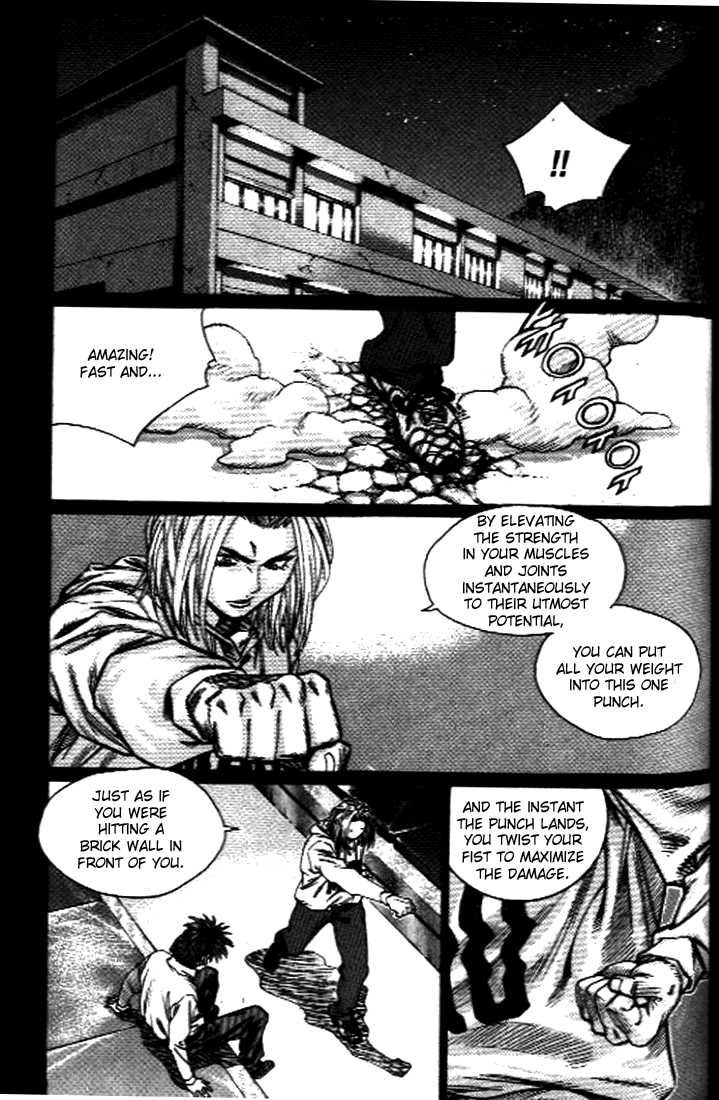 !!
AMAZING!
FAST AND...
BY ELEVATING
THE STRENGTH
IN YOUR MUSCLES
AND JOINTS
INSTANTANEOUSLY
TO THEIR UTMOST
POTENTIAL,
YOU CAN PUT
ALL YOUR WEIGHT
INTO THIS ONE
PUNCH.
JUST AS IF
YOU WERE
HITTING A
BRICK WALL IN
FRONT OF YOU.
AND THE INSTANT
THE PUNCH LANDS,
YOU TWIST YOUR
FIST TO MAXIMIZE
THE DAMAGE.